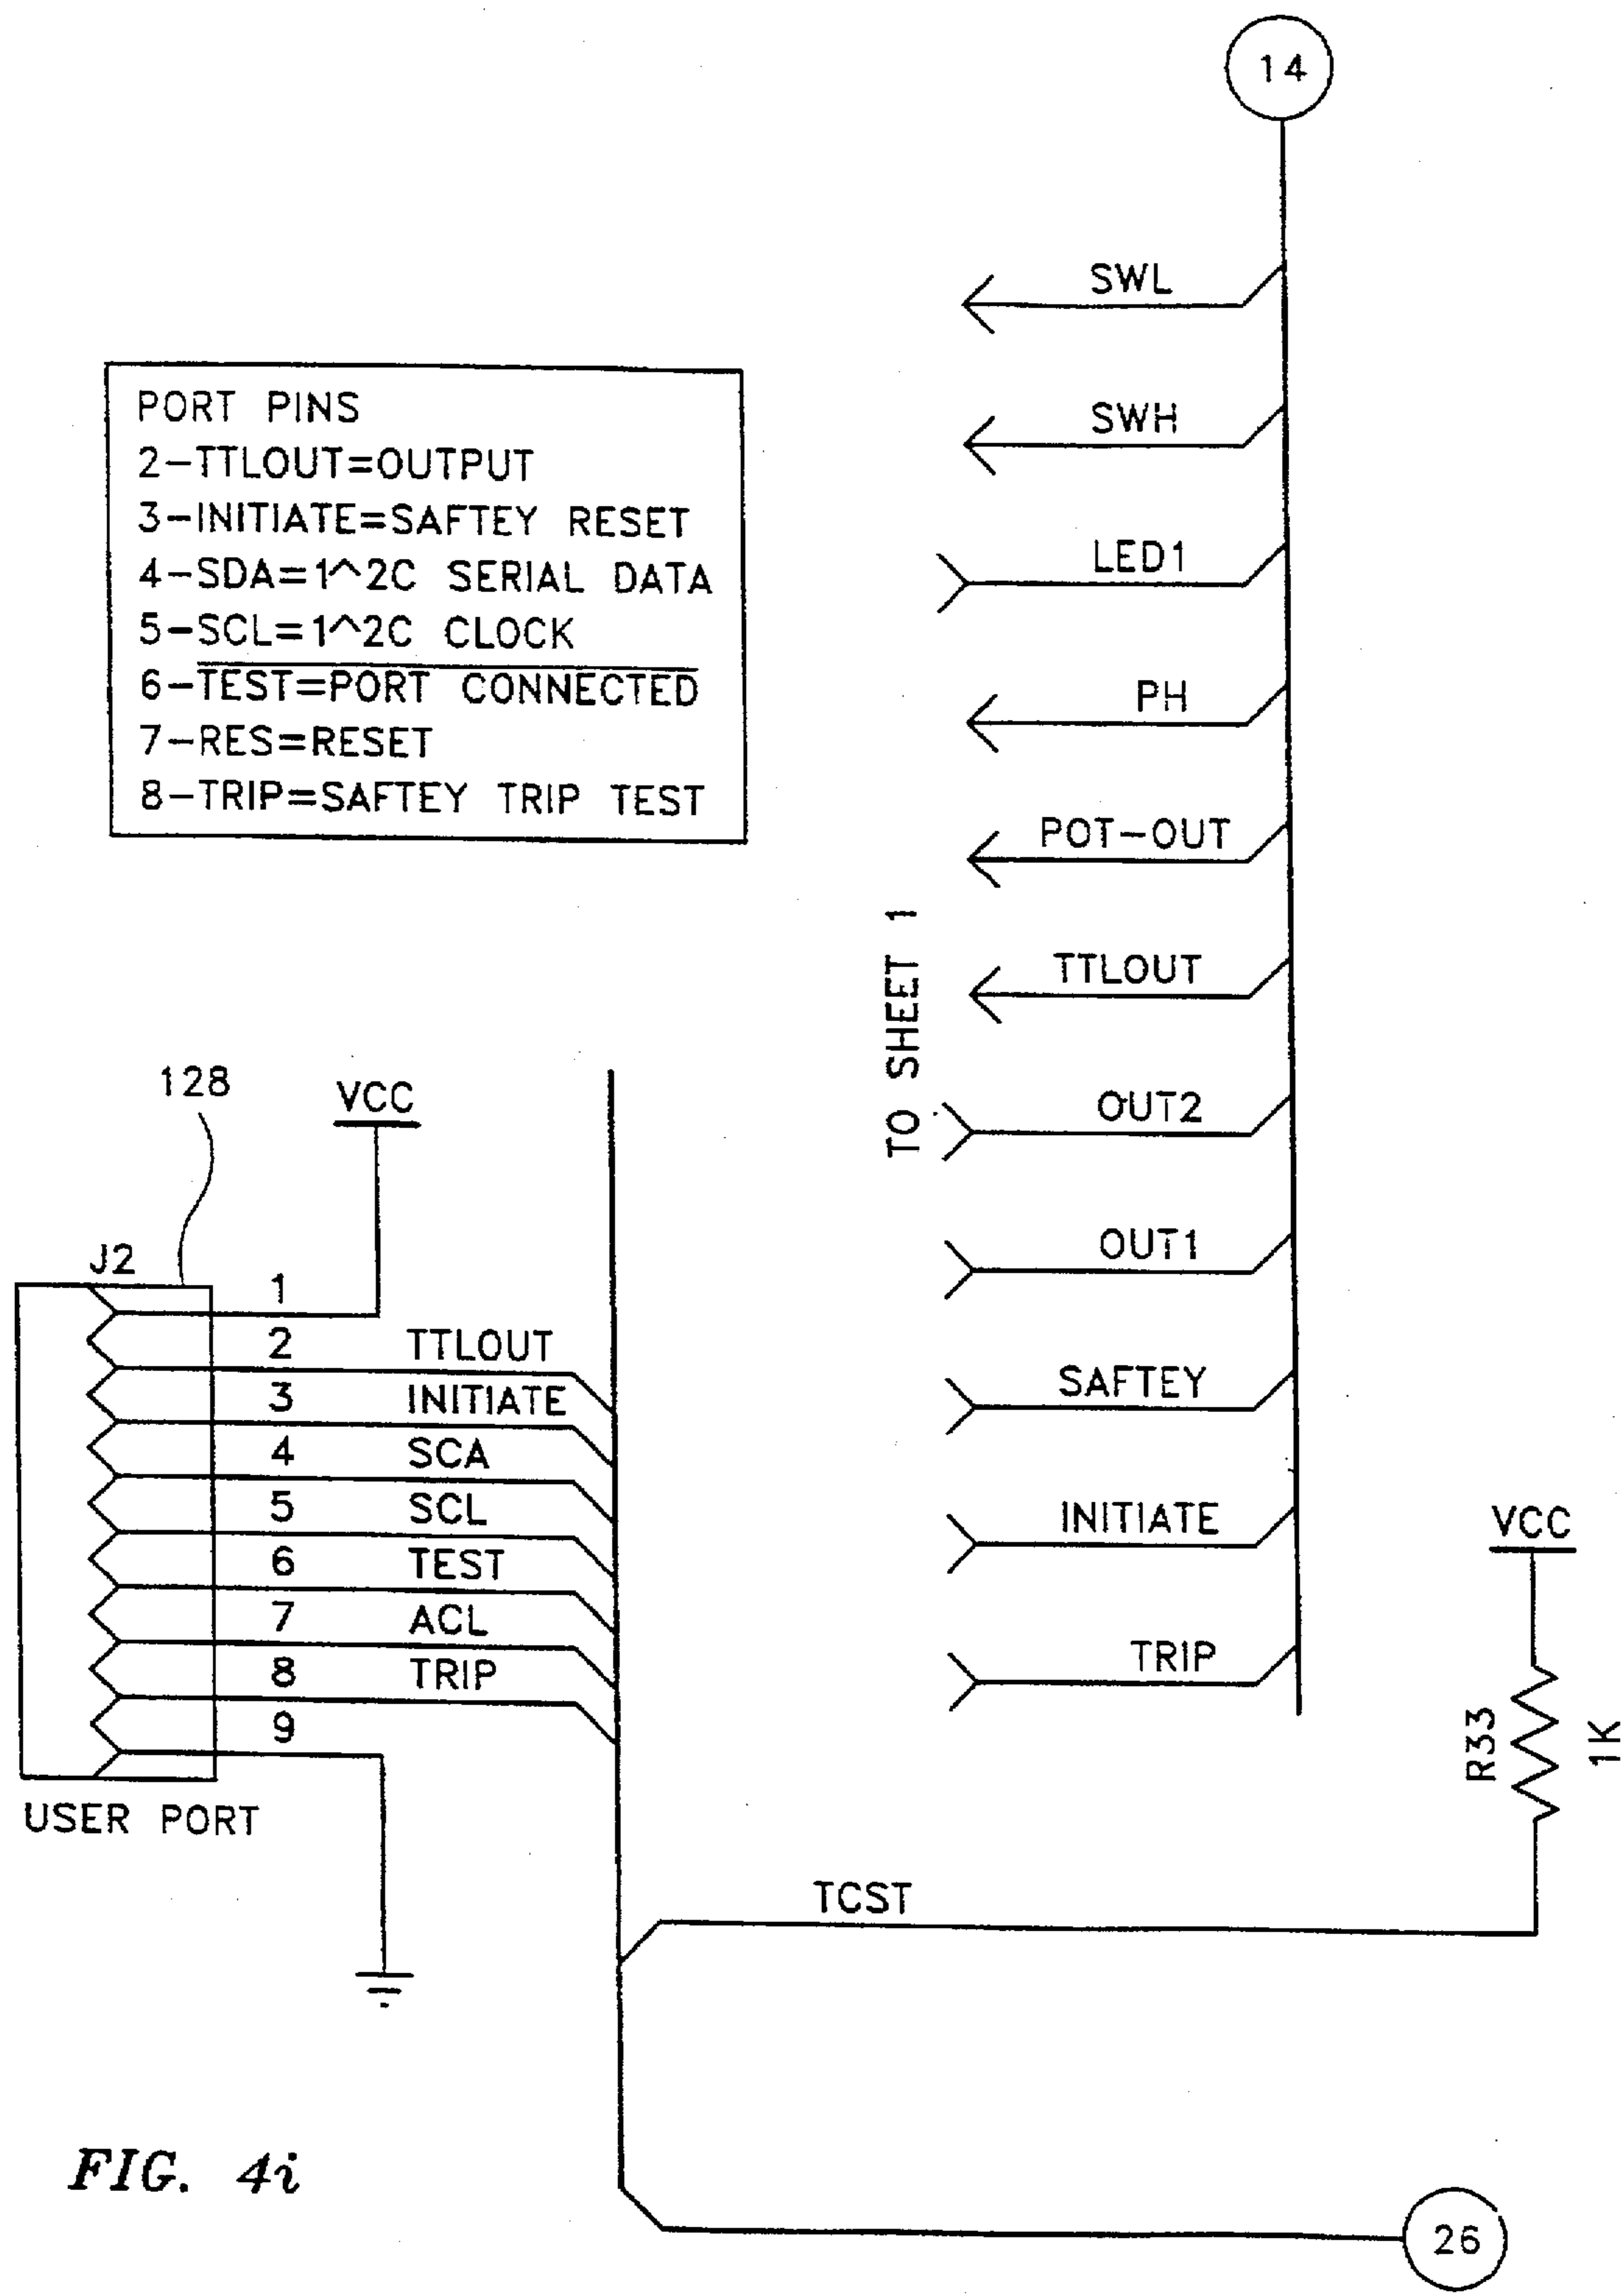 14
SWL
SWH
LED1
PH
POT-OUT
TTLOUT
OUT2
OUT1
SAFTEY
INITIATE
TRIP
TO SHEET 1
PORT PINS
2-TTLOUT=OUTPUT
3-INITIATE=SAFTEY RESET
4-SDA=1^2C SERIAL DATA
5-SCL=1^2C CLOCK
6-TEST=PORT CONNECTED
7-RES=RESET
8-TRIP=SAFTEY TRIP TEST
128
VCC
J2
1
2 TTLOUT
3 INITIATE
4 SCA
5 SCL
6 TEST
7 ACL
8 TRIP
9
USER PORT
VCC
R33
1K
TCST
26
FIG. 4i